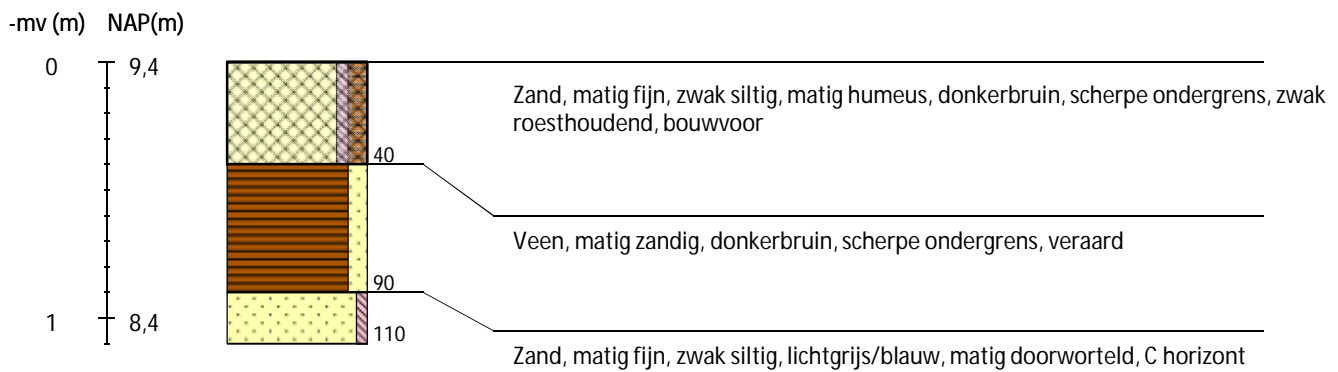 -mv (m) NAP(m)
0 9,4
Zand, matig fijn, zwak siltig, matig humeus, donkerbruin, scherpe ondergrens, zwak
roesthoudend, bouwvoor
40
Veen, matig zandig, donkerbruin, scherpe ondergrens, veraard
90
1 8,4
110
Zand, matig fijn, zwak siltig, lichtgrijs/blauw, matig doorworteld, C horizont